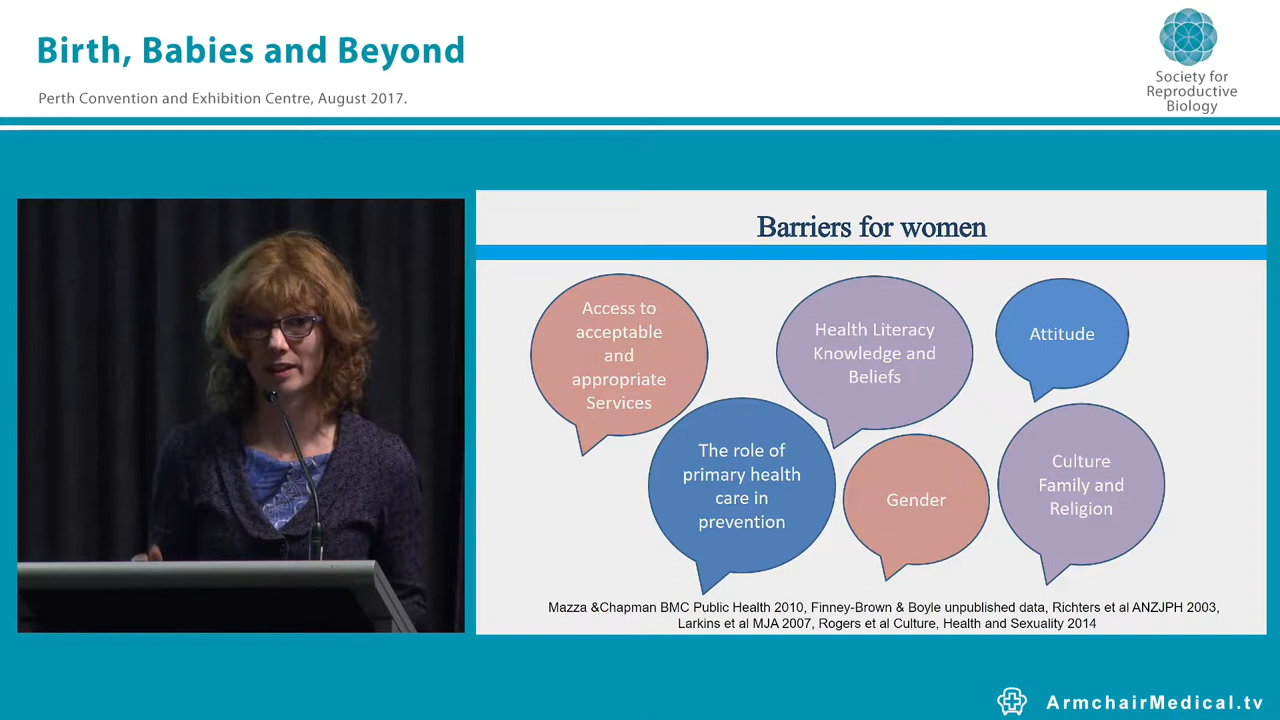 Birth, Babies and Beyond
Perth Convention and Exhibition Centre, August 2017.
Society for
Reproductive
Biology
Barriers for women
Access to
acceptable
and
appropriate
Services
Health Literacy
Knowledge and
Beliefs
Attitude
The role of
primary health
care in
prevention
Gender
Culture
Family and
Religion
Mazza &Chapman BMC Public Health 2010, Finney-Brown & Boyle unpublished data, Richters et al ANZJPH 2003,
Larkins et al MJA 2007, Rogers et al Culture, Health and Sexuality 2014
ArmchairMedical.tv